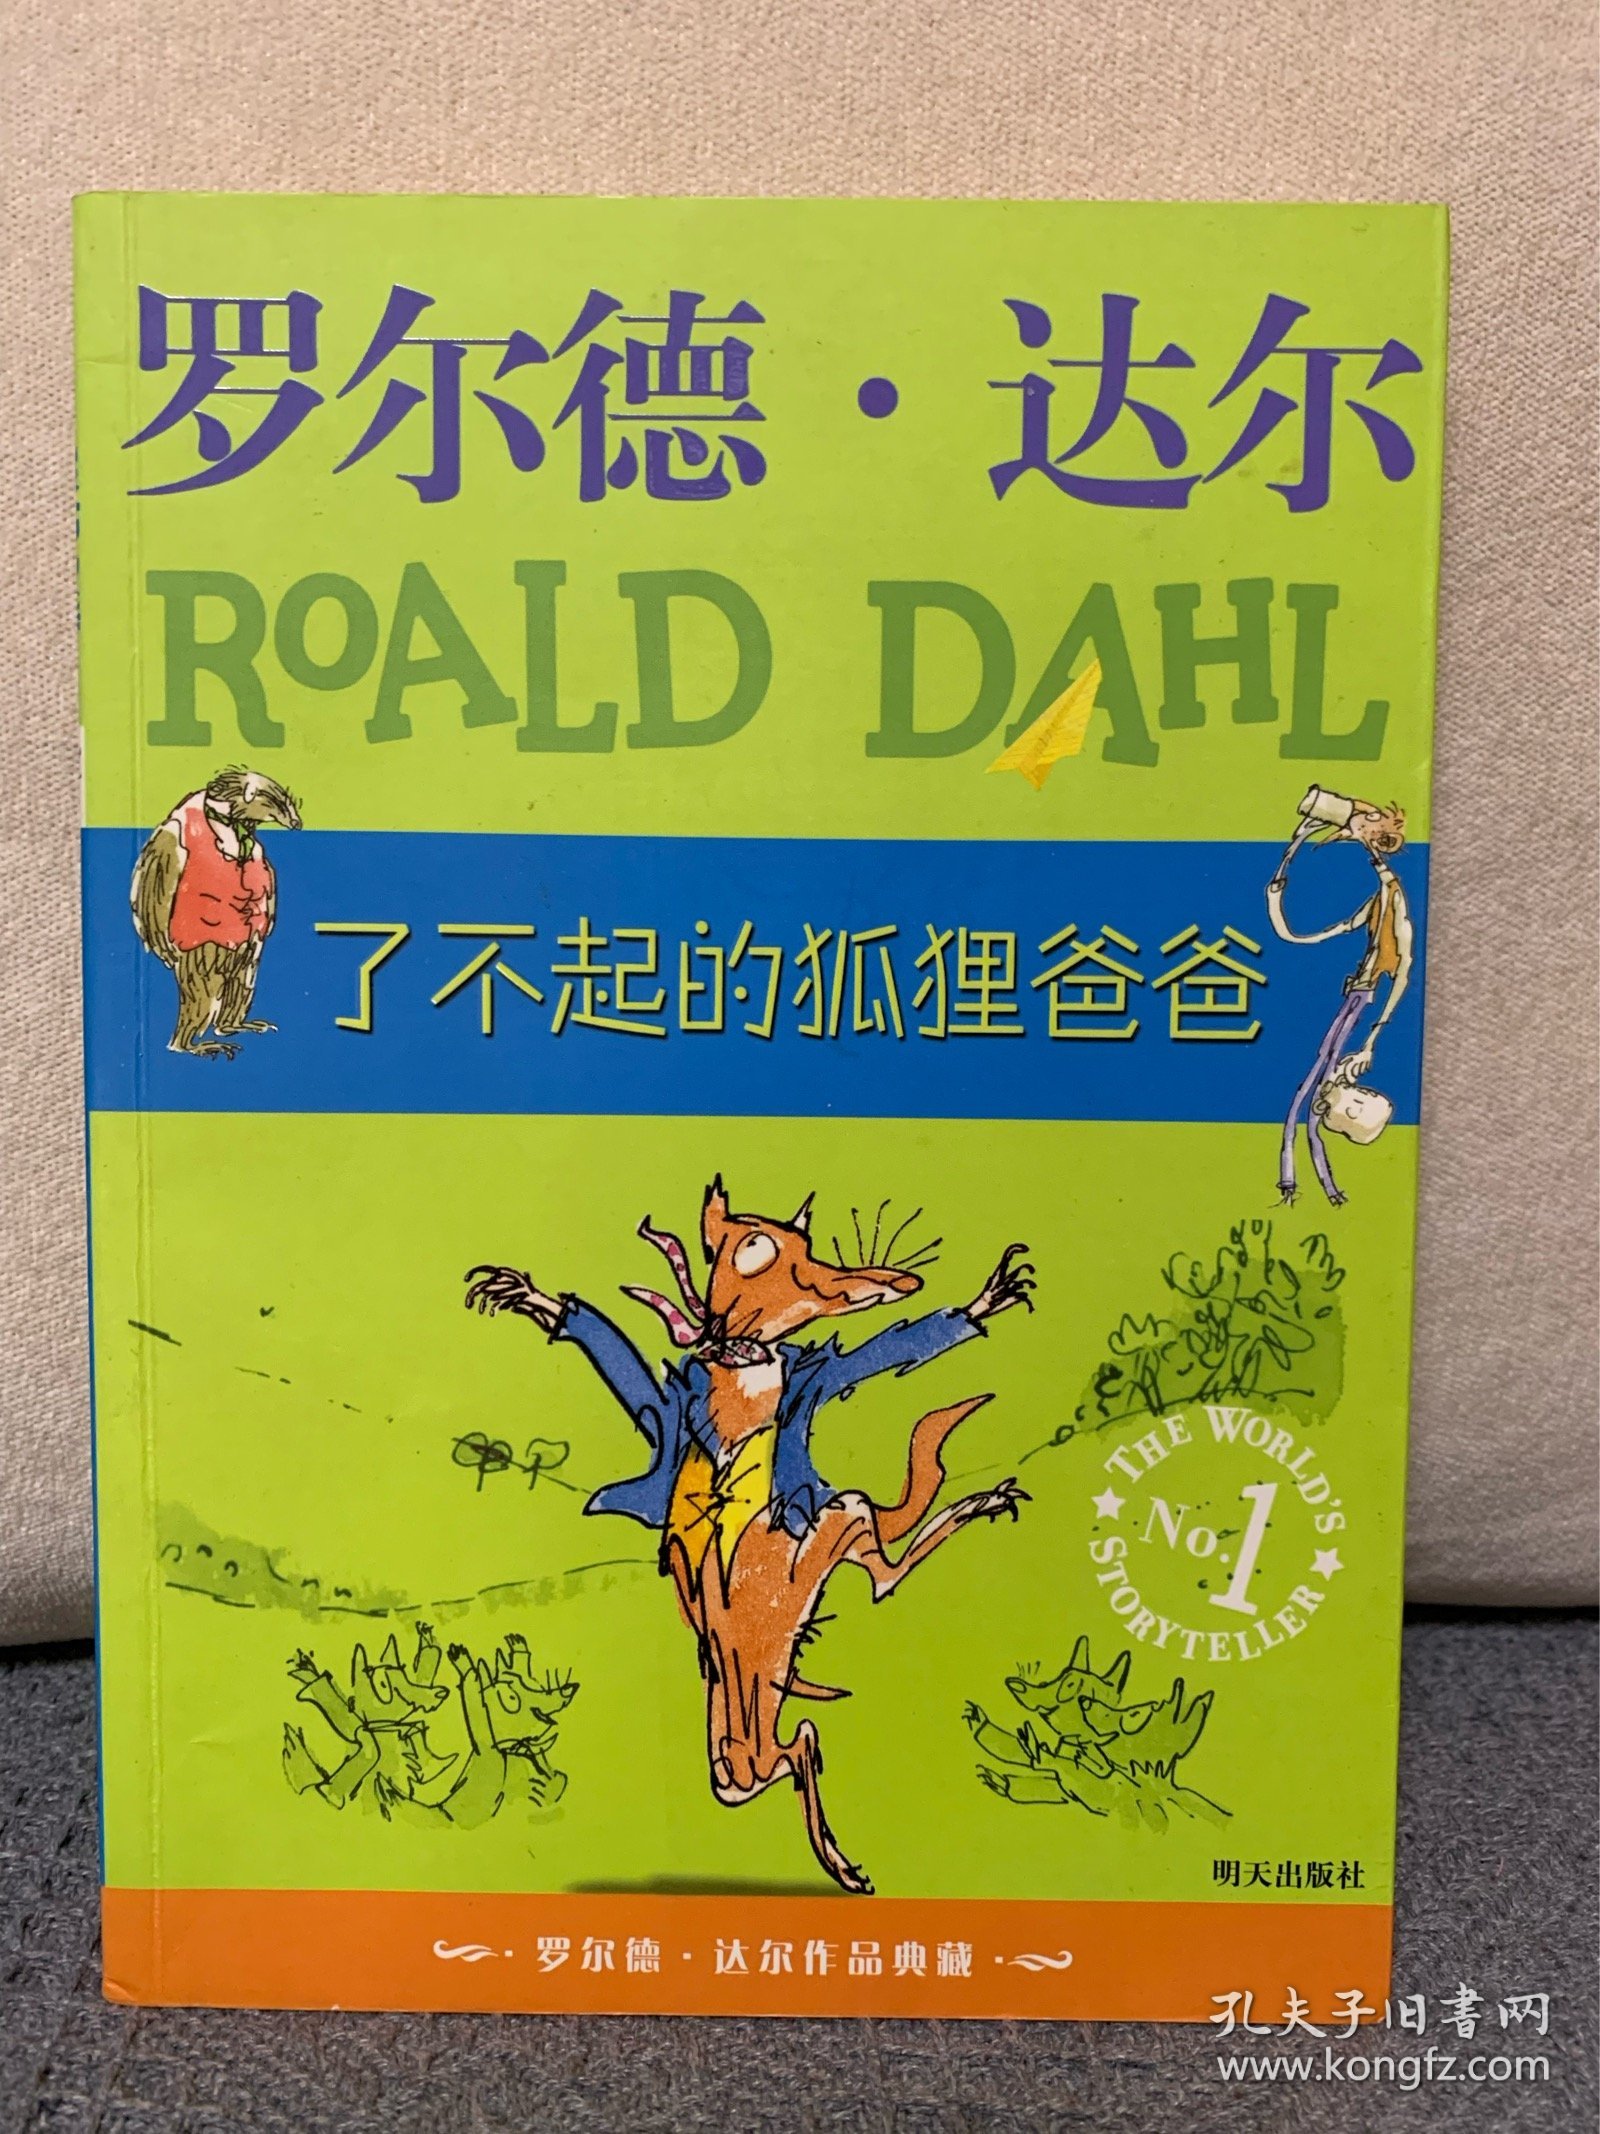 罗尔德·达尔
ROALD DAHL
了不起的狐狸爸爸
THE WORLD'S
No.1
STORYTELLER
明天出版社
·罗尔德·达尔作品典藏·
孔夫子旧书网
www.kongfz.com